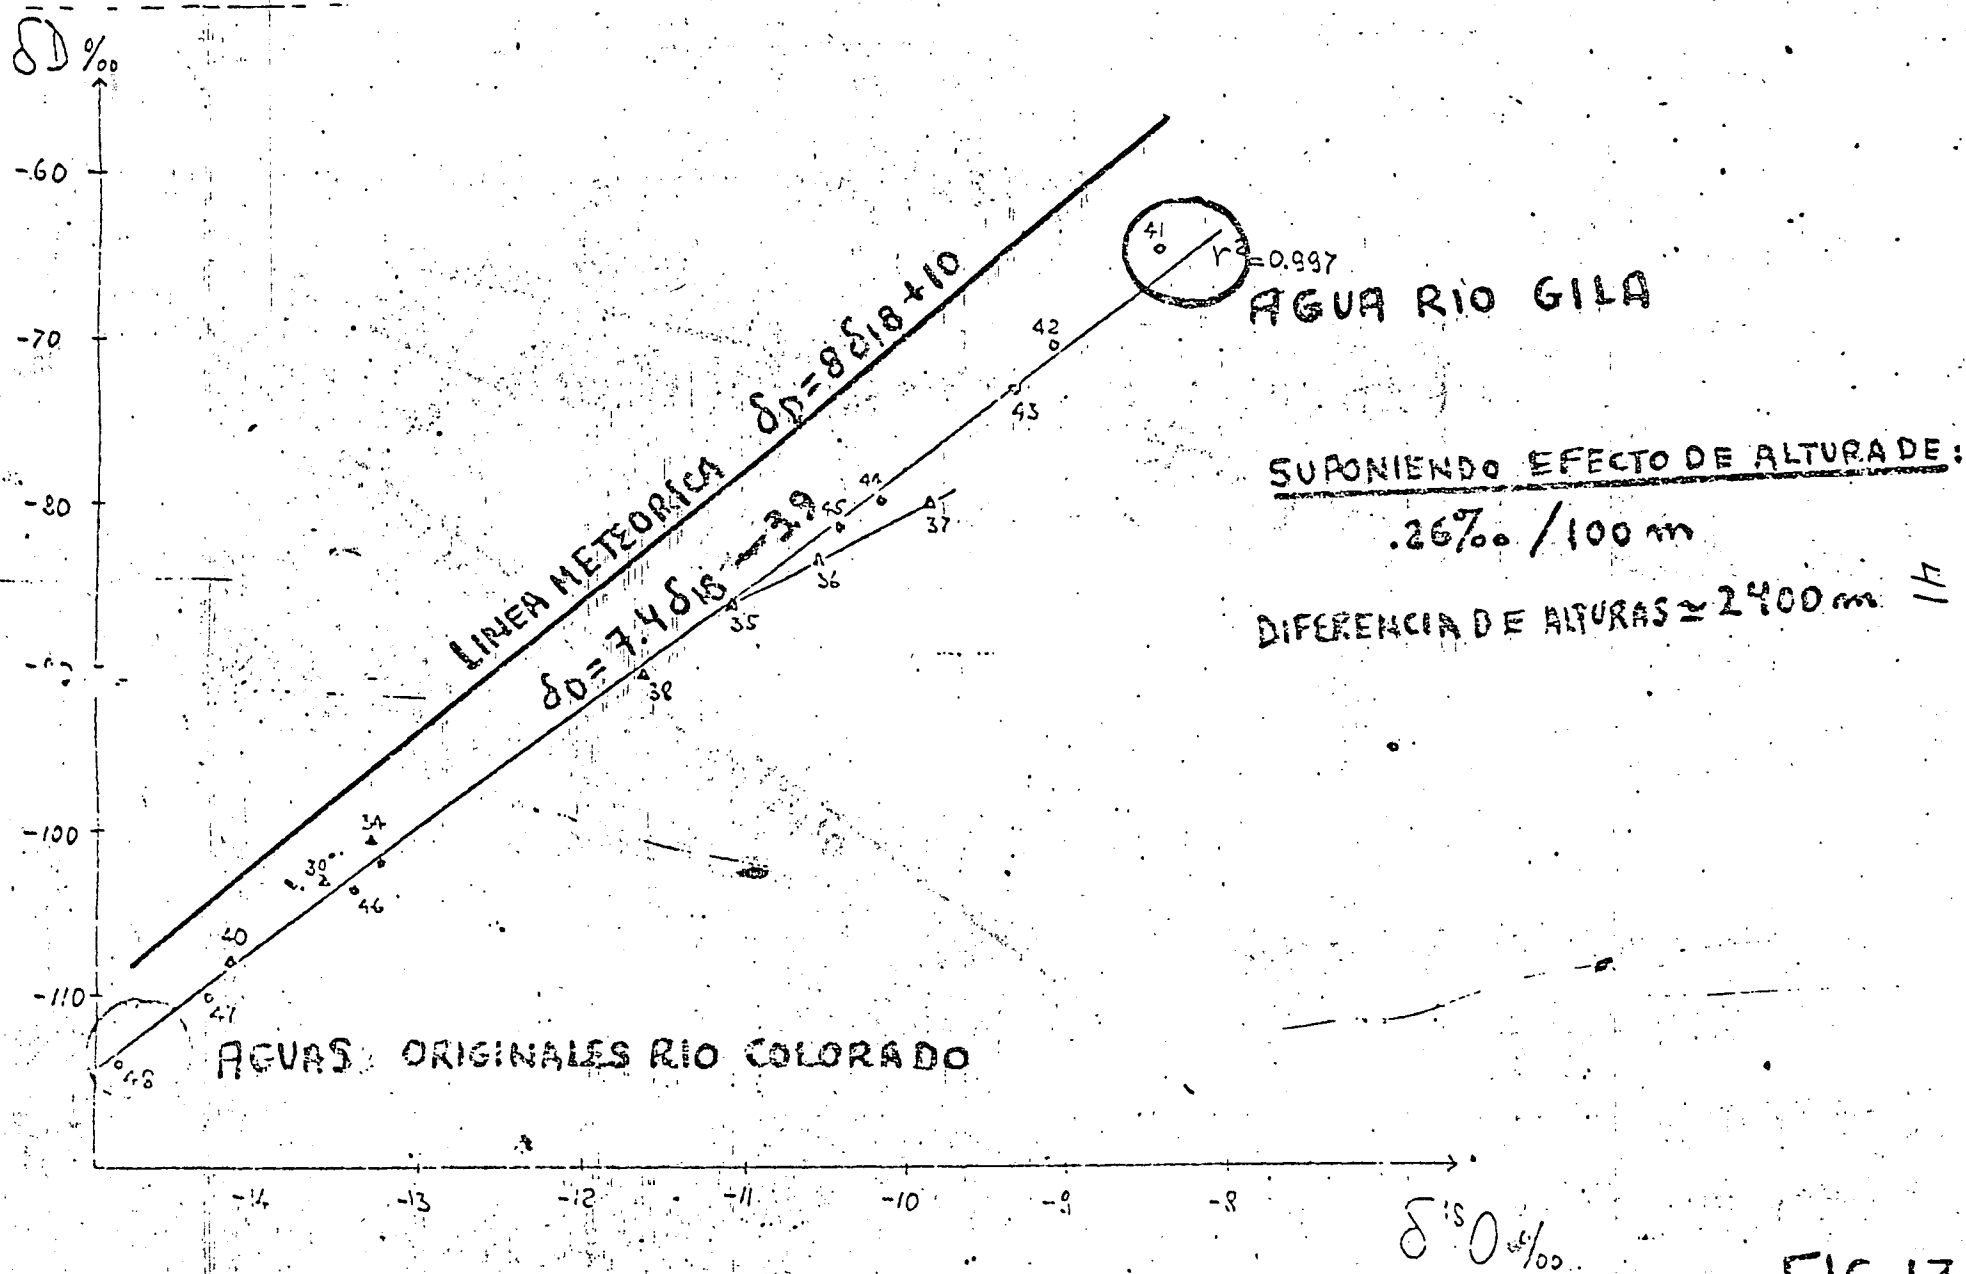 δD ‰
-60
-70
-80
-100
-110
-14
-13
-12
-11
-10
-9
-8
δ¹⁸O ‰
LINEA METEORICA δD=8δ18+10
δD=7.4δ18-3.9
41
r²=0.997
AGUA RIO GILA
42
43
44
45
37
36
35
38
34
39
46
40
47
48
AGUAS ORIGINALES RIO COLORADO
SUPONIENDO EFECTO DE ALTURA DE:
.26‰ /100 m
DIFERENCIA DE ALTURAS ≃ 2400 m